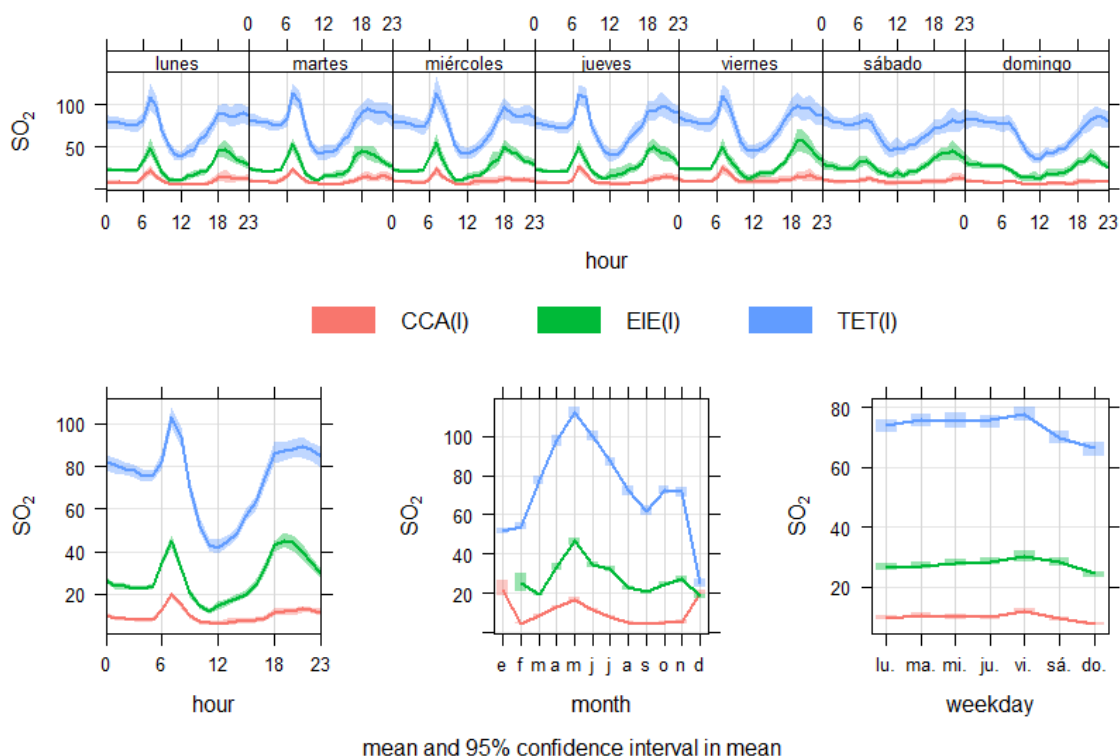 0 6 12 18 23 0 6 12 18 23 0 6 12 18 23
lunes martes miércoles jueves viernes sábado domingo
SO2
100
50
0 6 12 18 23 0 6 12 18 23 0 6 12 18 23 0 6 12 18 23
hour
CCA(I) EIE(I) TET(I)
SO2
100
80
60
40
20
0 6 12 18 23
hour
SO2
100
80
60
40
20
e f m a m j j a s o n d
month
SO2
80
60
40
20
lu. ma. mi. ju. vi. sá. do.
weekday
mean and 95% confidence interval in mean